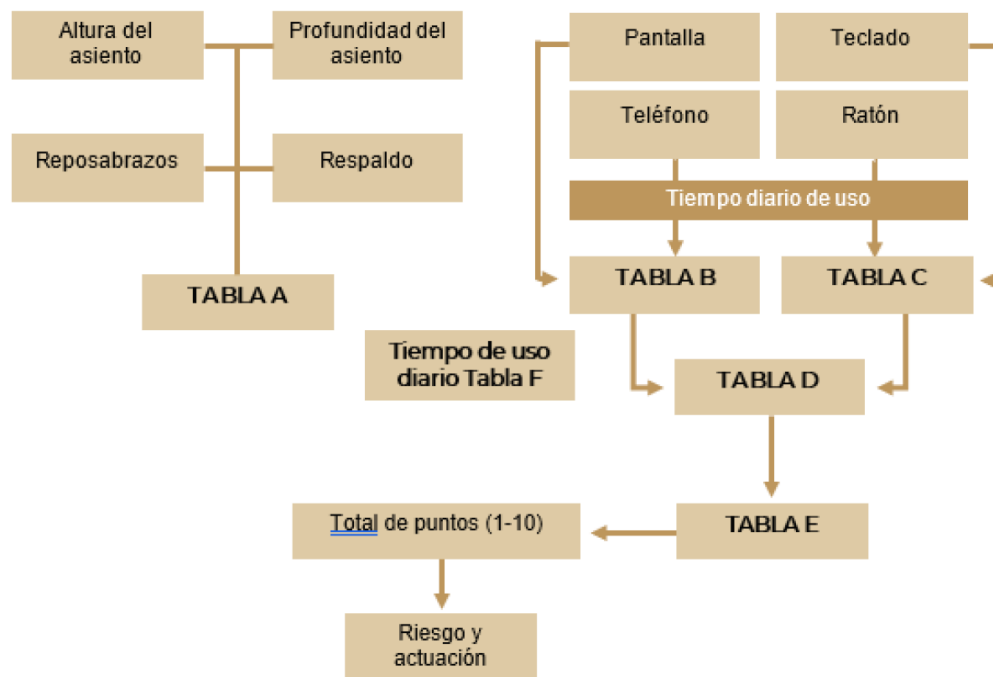 Altura del
asiento
Profundidad del
asiento
Reposabrazos
Respaldo
TABLA A
Pantalla
Teclado
Teléfono
Ratón
Tiempo diario de uso
TABLA B
TABLA C
Tiempo de uso
diario Tabla F
TABLA D
TABLA E
Total de puntos (1-10)
Riesgo y
actuación